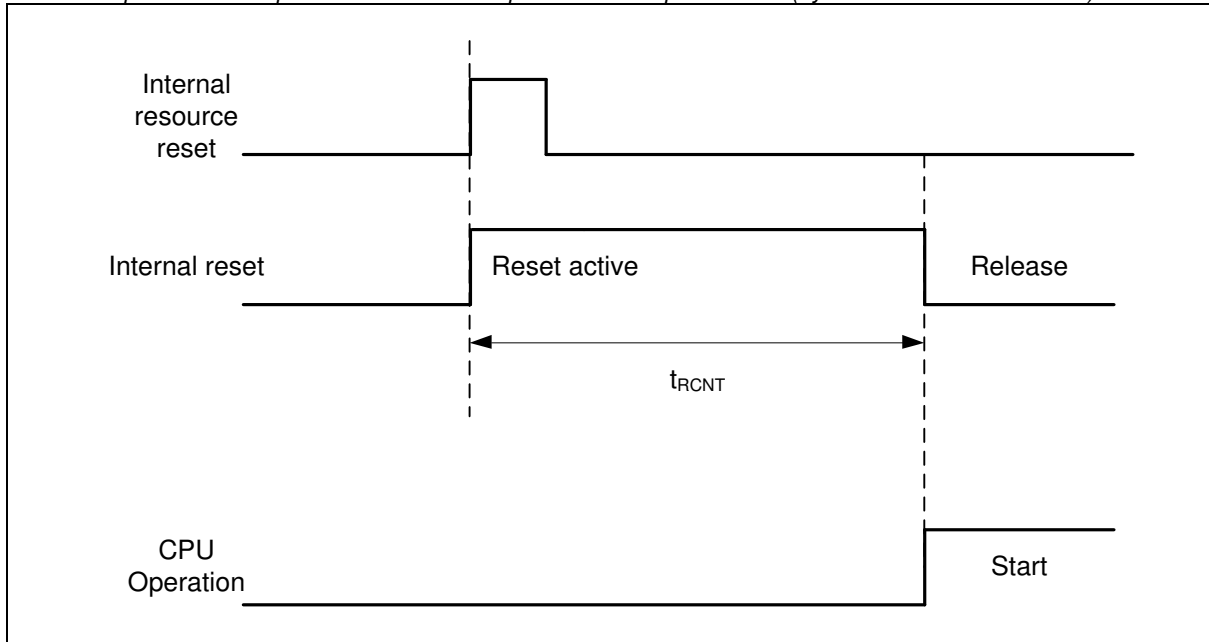 Internal
resource
reset
Internal reset
Reset active
Release
tRCNT
CPU
Operation
Start